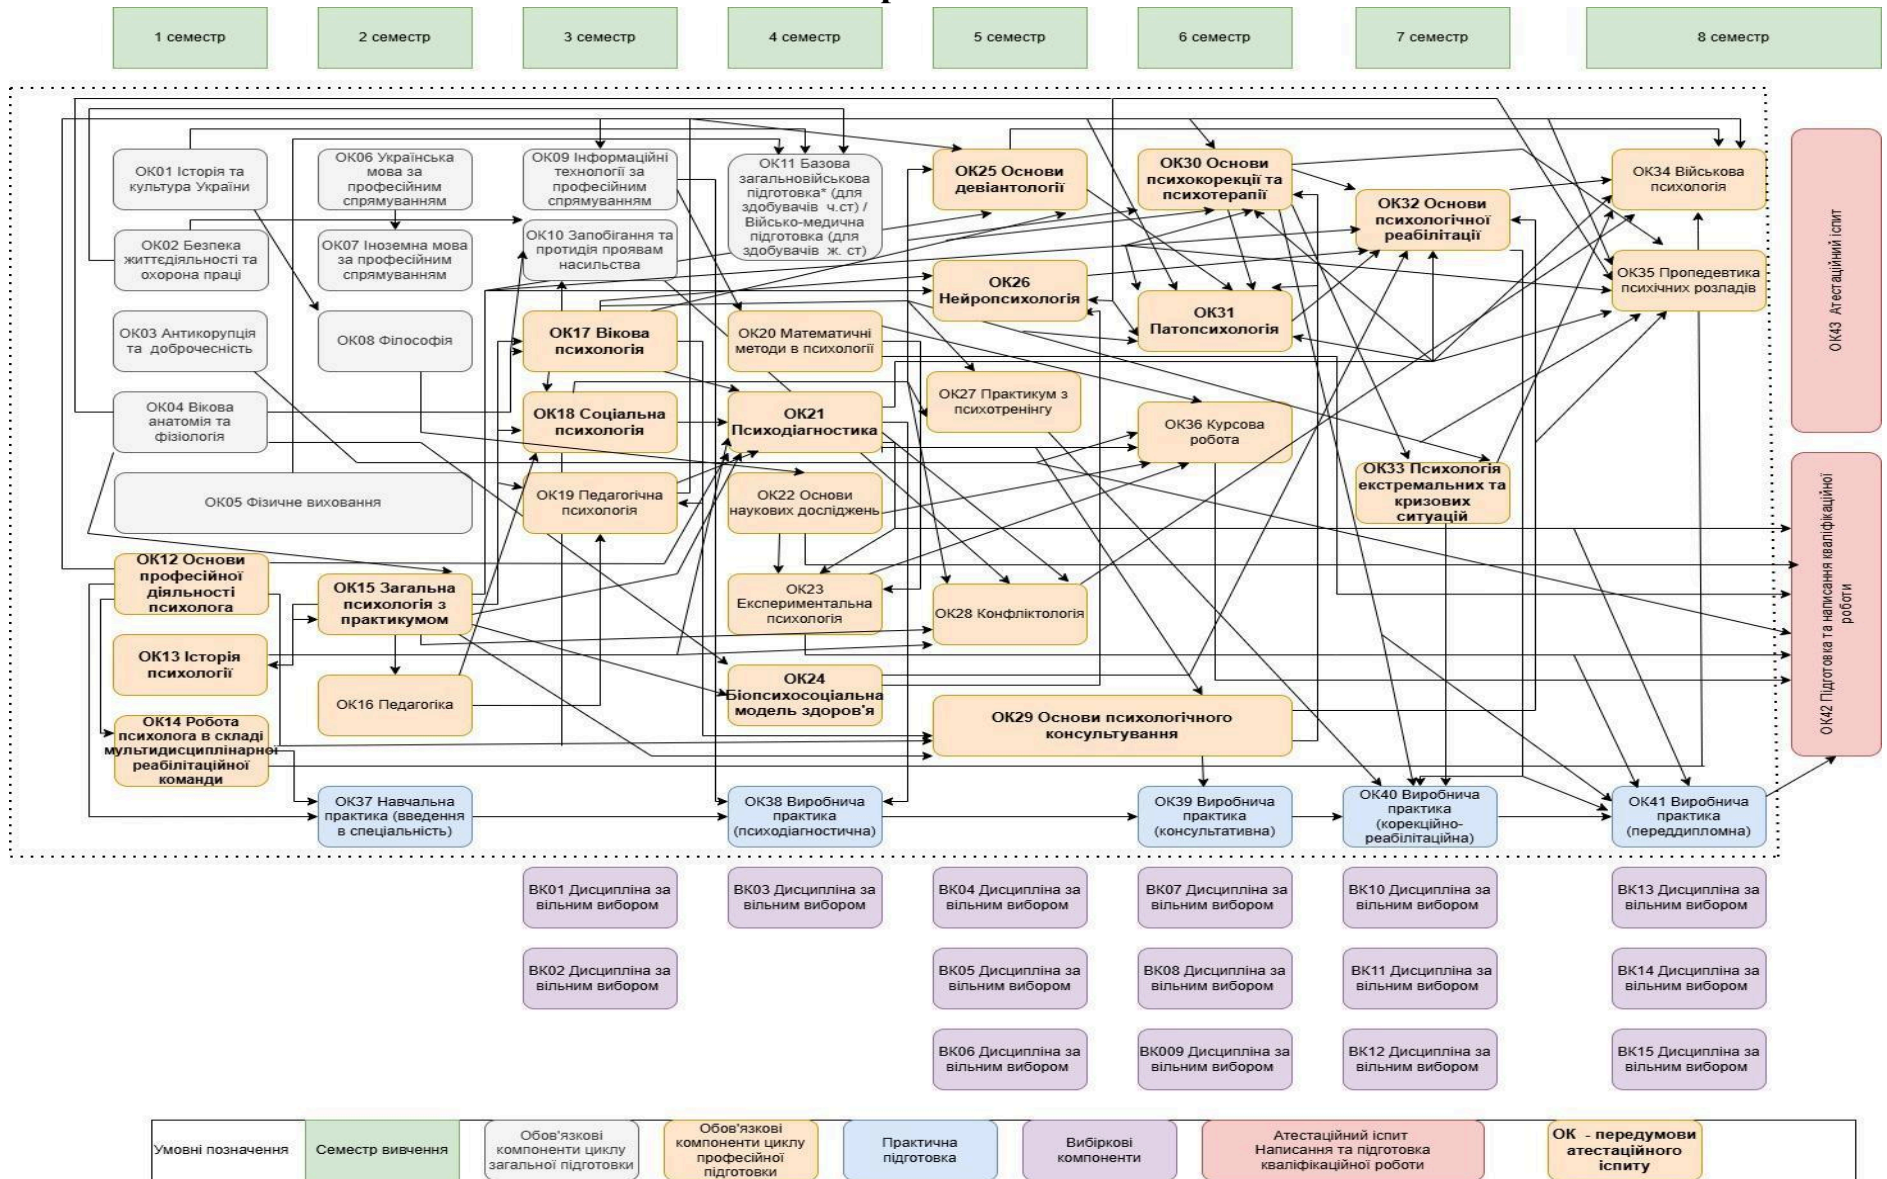 1 семестр
2 семестр
3 семестр
4 семестр
5 семестр
6 семестр
7 семестр
8 семестр
ОК01 Історія та
культура України
ОК02 Безпека
життєдіяльності та
охорона праці
ОК03 Антикорупція
та доброчесність
ОК04 Вікова
анатомія та
фізіологія
ОК05 Фізичне виховання
ОК12 Основи
професійної
діяльності
психолога
ОК13 Історія
психології
ОК14 Робота
психолога в складі
мультидисциплінарної
реабілітаційної
команди
ОК06 Українська
мова за
професійним
спрямуванням
ОК07 Іноземна мова
за професійним
спрямуванням
ОК08 Філософія
ОК15 Загальна
психологія з
практикумом
ОК16 Педагогіка
ОК37 Навчальна
практика (введення
в спеціальність)
ОК09 Інформаційні
технології за
професійним
спрямуванням
ОК10 Запобігання та
протидія проявам
насильства
ОК17 Вікова
психологія
ОК18 Соціальна
психологія
ОК19 Педагогічна
психологія
ОК11 Базова
загальновійськова
підготовка* (для
здобувачів ч.ст) /
Військо-медична
підготовка (для
здобувачів ж. ст)
ОК20 Математичні
методи в психології
ОК21
Психодіагностика
ОК22 Основи
наукових досліджень
ОК23
Експериментальна
психологія
ОК24
Біопсихосоціальна
модель здоров'я
ОК38 Виробнича
практика
(психодіагностична)
ОК25 Основи
девіантології
ОК26
Нейропсихологія
ОК27 Практикум з
психотренінгу
ОК28 Конфліктологія
ОК29 Основи психологічного
консультування
ОК30 Основи
психокорекції та
психотерапії
ОК31
Патопсихологія
ОК36 Курсова
робота
ОК39 Виробнича
практика
(консультативна)
ОК32 Основи
психологічної
реабілітації
ОК33 Психологія
екстремальних та
кризових
ситуацій
ОК40 Виробнича
практика
(корекційно-
реабілітаційна)
ОК34 Військова
психологія
ОК35 Пропедевтика
психічних розладів
ОК41 Виробнича
практика
(переддипломна)
ОК43 Атестаційний іспит
ОК42 Підготовка та написання кваліфікаційної
роботи
ВК01 Дисципліна за
вільним вибором
ВК03 Дисципліна за
вільним вибором
ВК04 Дисципліна за
вільним вибором
ВК07 Дисципліна за
вільним вибором
ВК10 Дисципліна за
вільним вибором
ВК13 Дисципліна за
вільним вибором
ВК02 Дисципліна за
вільним вибором
ВК05 Дисципліна за
вільним вибором
ВК08 Дисципліна за
вільним вибором
ВК11 Дисципліна за
вільним вибором
ВК14 Дисципліна за
вільним вибором
ВК06 Дисципліна за
вільним вибором
ВК009 Дисципліна за
вільним вибором
ВК12 Дисципліна за
вільним вибором
ВК15 Дисципліна за
вільним вибором
Умовні позначення
Семестр вивчення
Обов'язкові
компоненти циклу
загальної підготовки
Обов'язкові
компоненти циклу
професійної
підготовки
Практична
підготовка
Вибіркові
компоненти
Атестаційний іспит
Написання та підготовка
кваліфікаційної роботи
ОК - передумови
атестаційного
іспиту